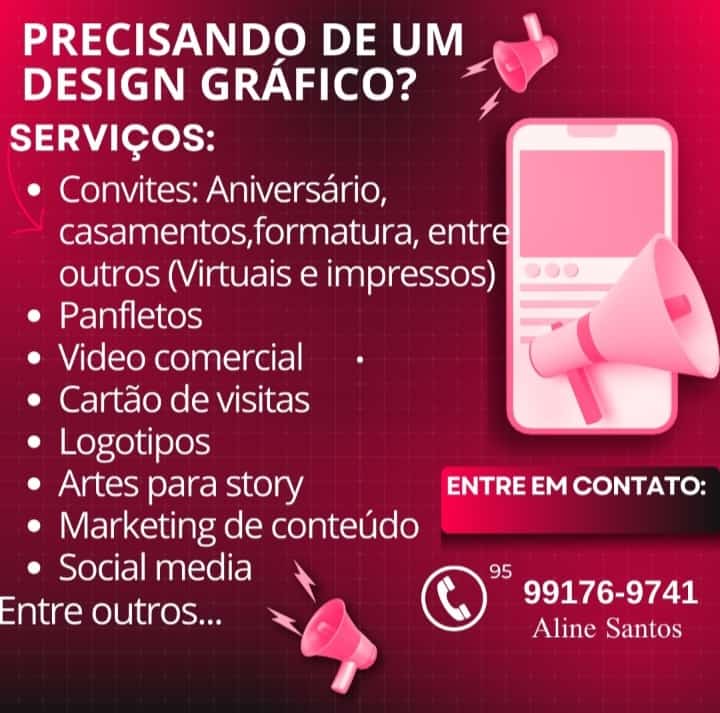 PRECISANDO DE UM
DESIGN GRÁFICO?
SERVIÇOS:
• Convites: Aniversário,
casamentos,formatura, entre
outros (Virtuais e impressos)
• Panfletos
• Video comercial
• Cartão de visitas
• Logotipos
• Artes para story
• Marketing de conteúdo
• Social media
Entre outros...
ENTRE EM CONTATO:
95
99176-9741
Aline Santos